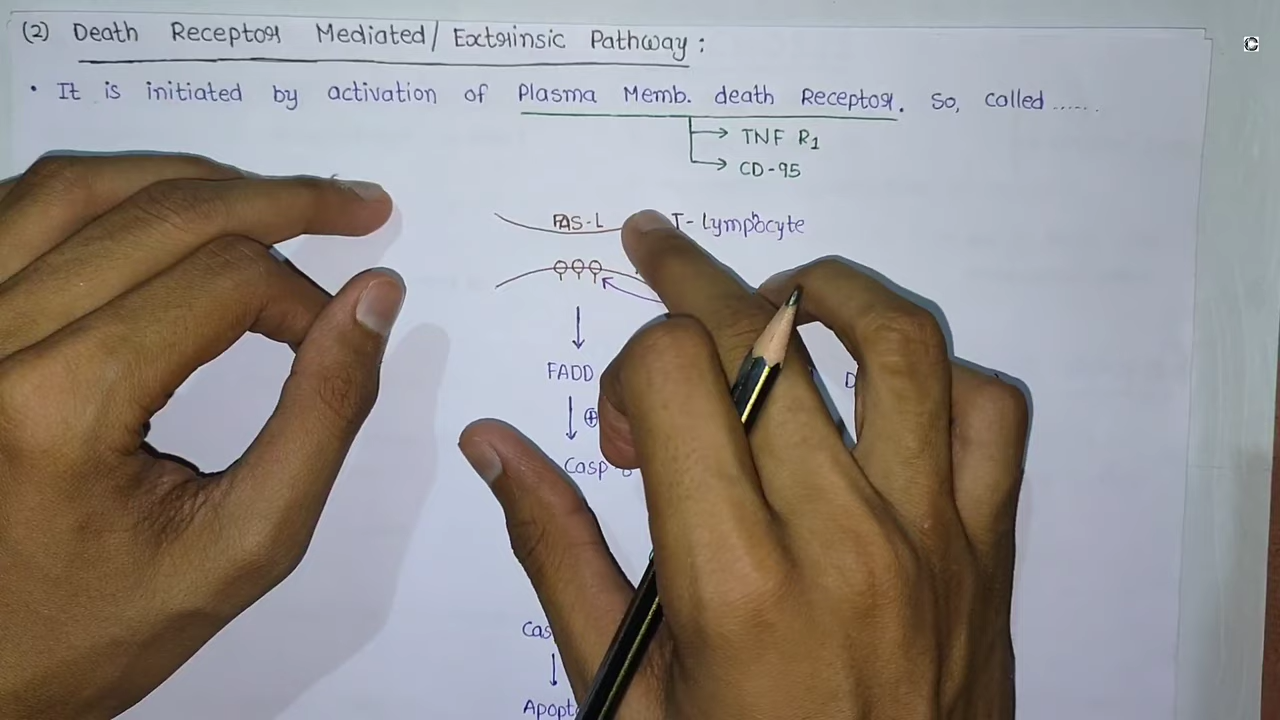 (2) Death Receptor Mediated/ Extrinsic Pathway:
• It is initiated by activation of Plasma Memb. death Receptor. so, called ......
→ TNF R1
→ CD-95
FAS-L T-Lymphocyte
FADD
⊕
Casp